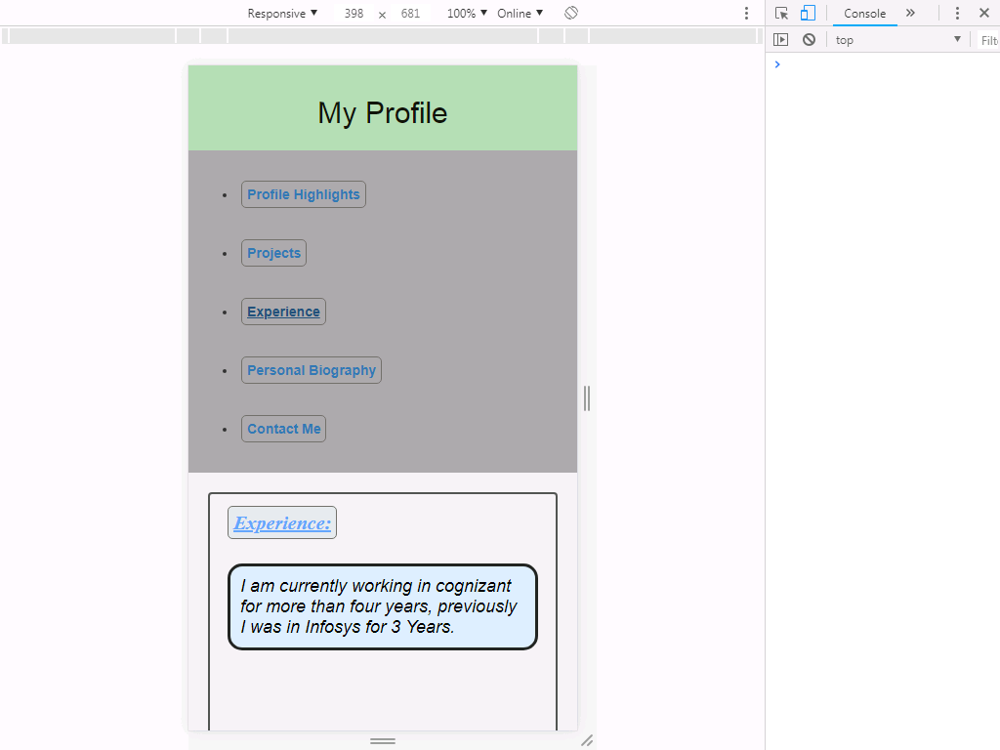 Responsive ▼ 398 × 681 100% ▼ Online ▼
Console »
top ▼ Filt
My Profile
• Profile Highlights
• Projects
• Experience
• Personal Biography
• Contact Me
Experience:
I am currently working in cognizant
for more than four years, previously
I was in Infosys for 3 Years.